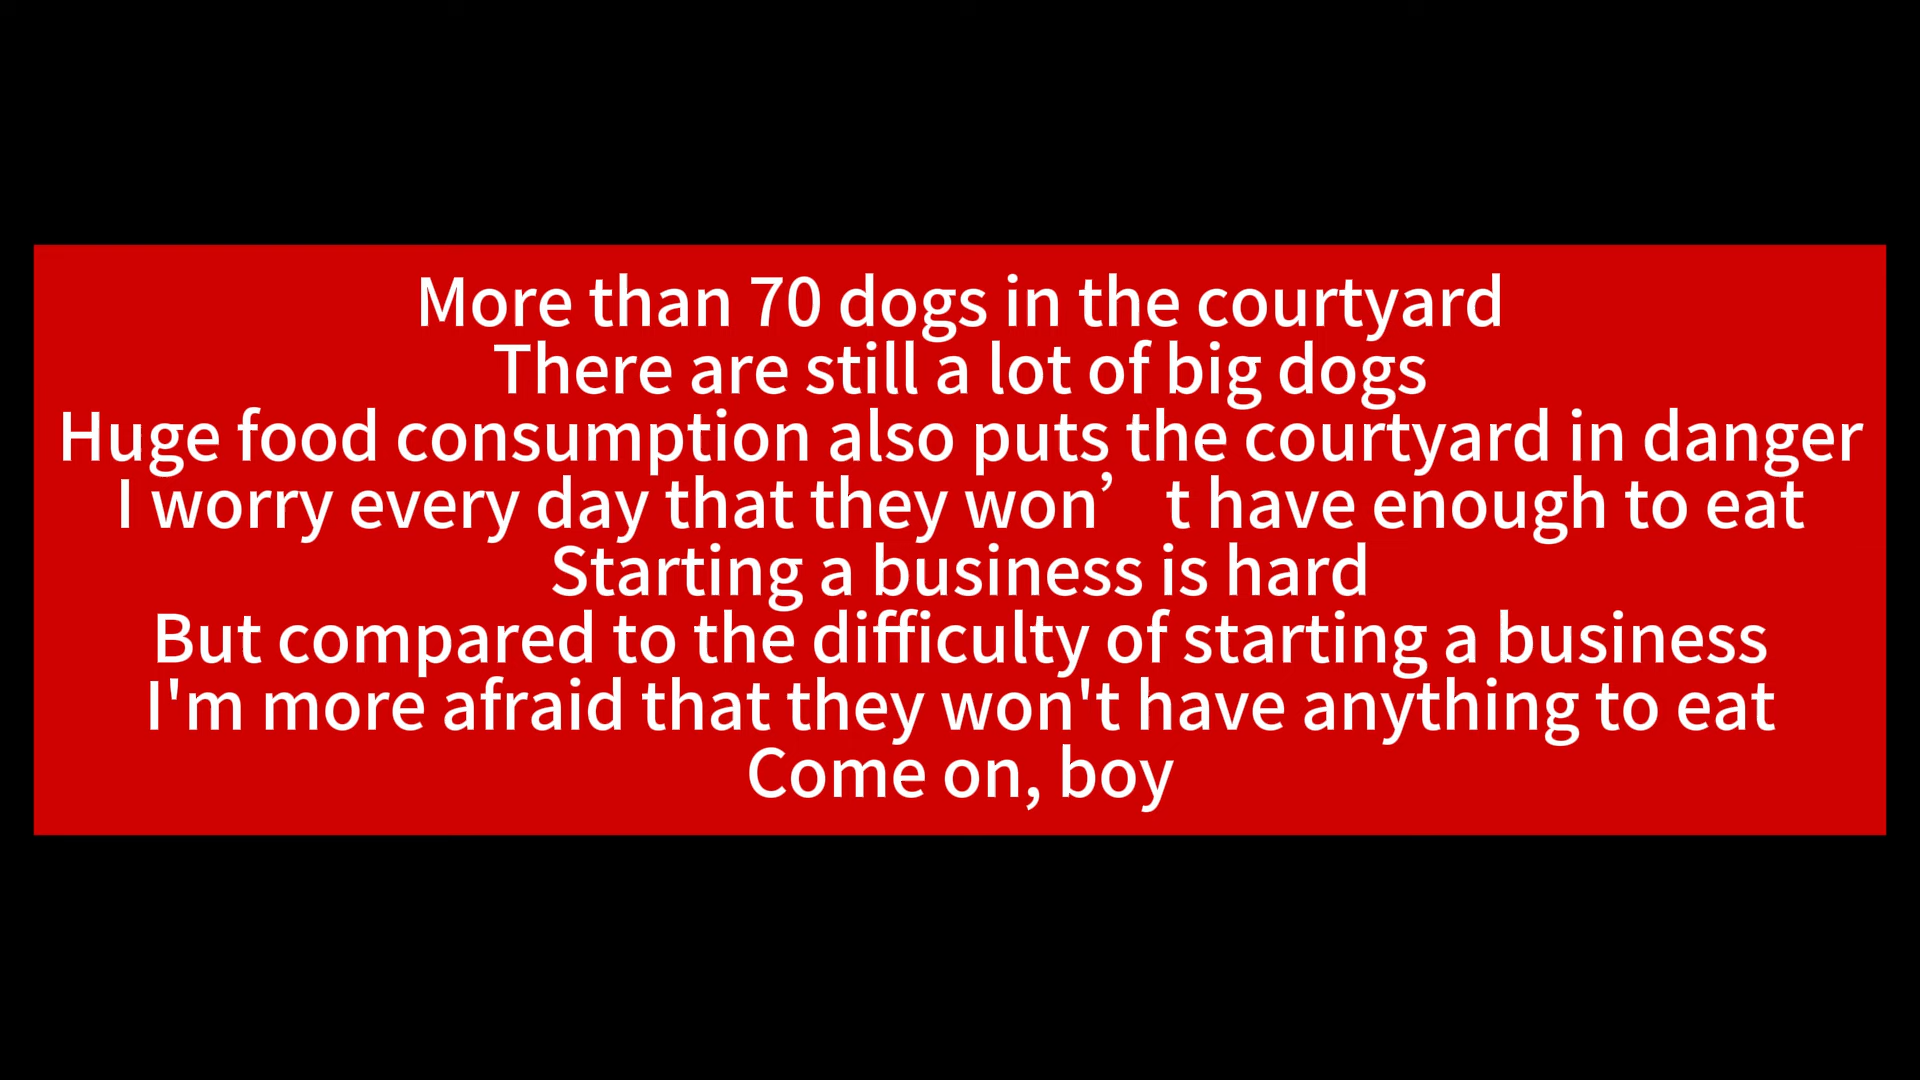 More than 70 dogs in the courtyard
There are still a lot of big dogs
Huge food consumption also puts the courtyard in danger
I worry every day that they won’ t have enough to eat
Starting a business is hard
But compared to the difficulty of starting a business
I'm more afraid that they won't have anything to eat
Come on, boy